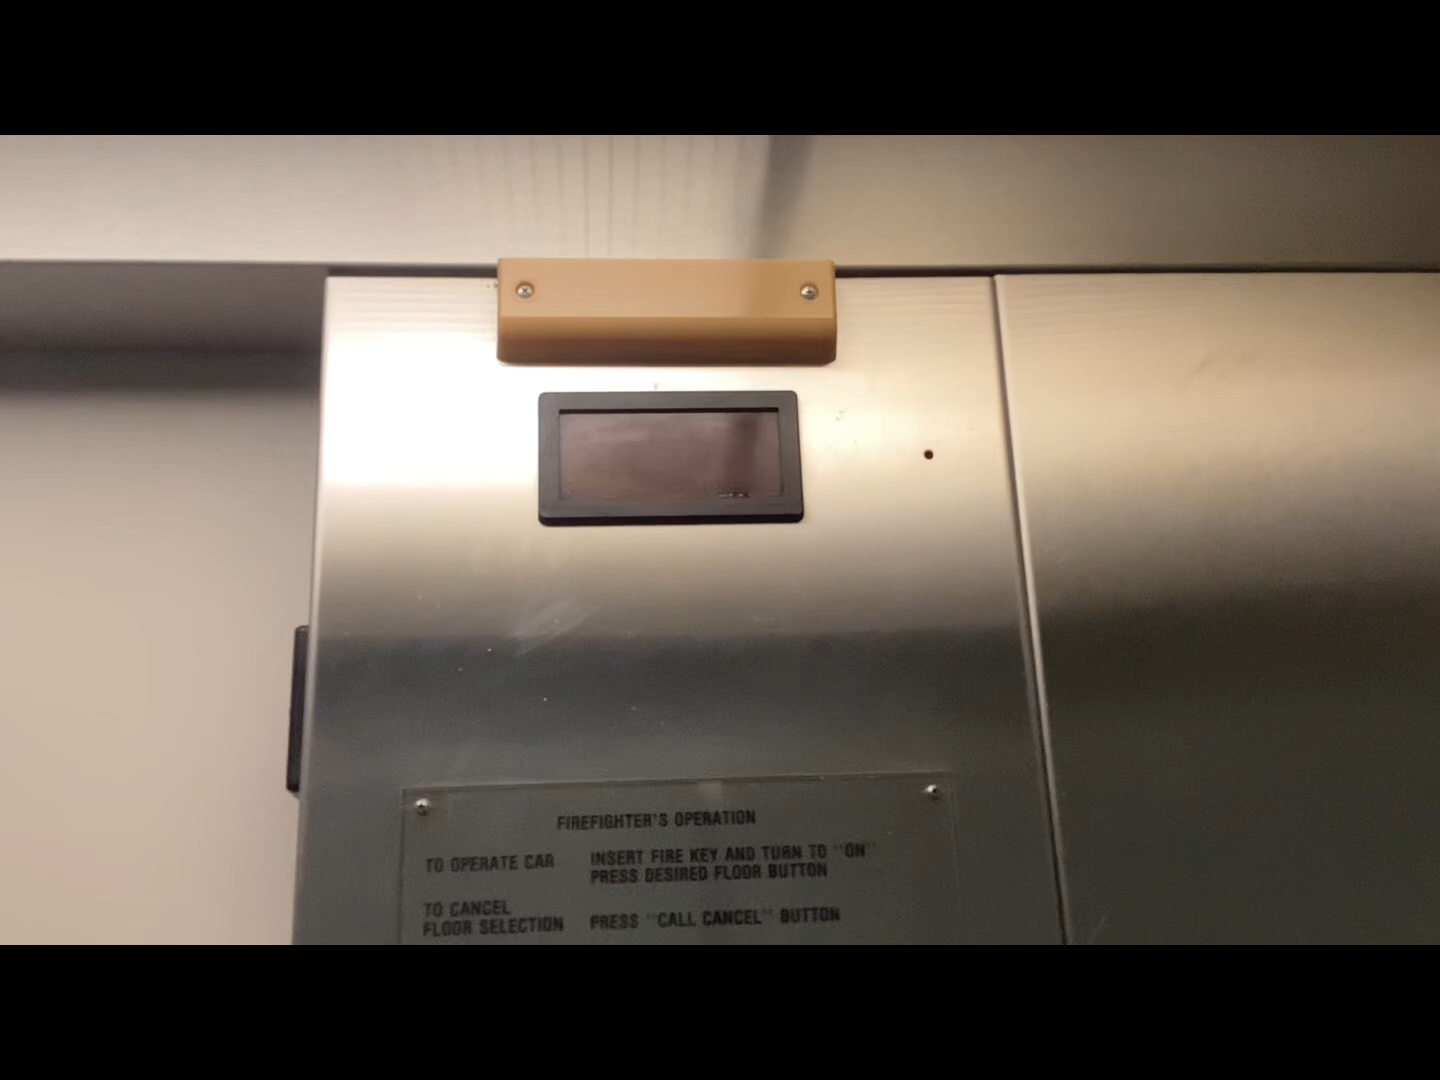 FIREFIGHTER'S OPERATION
TO OPERATE CAR
INSERT FIRE KEY AND TURN TO "ON"
PRESS DESIRED FLOOR BUTTON
TO CANCEL
FLOOR SELECTION
PRESS "CALL CANCEL" BUTTON